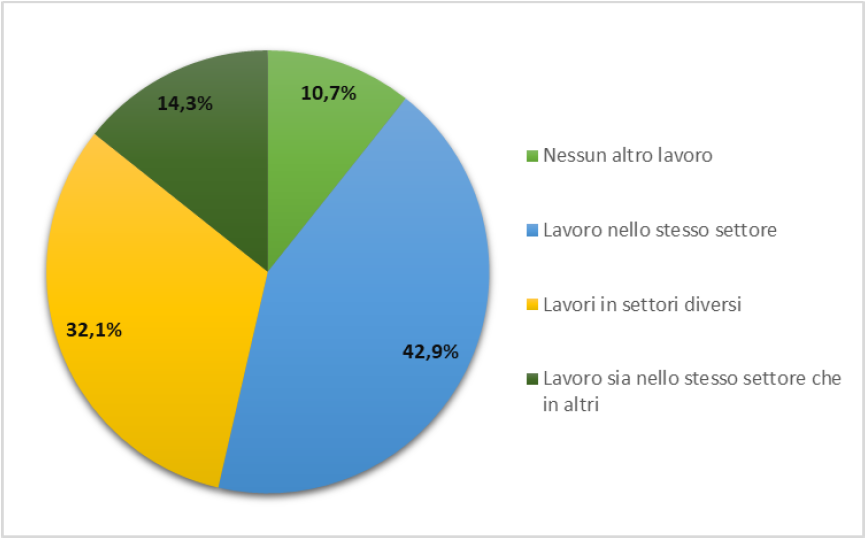 14,3%
10,7%
32,1%
42,9%
Nessun altro lavoro
Lavoro nello stesso settore
Lavori in settori diversi
Lavoro sia nello stesso settore che
in altri